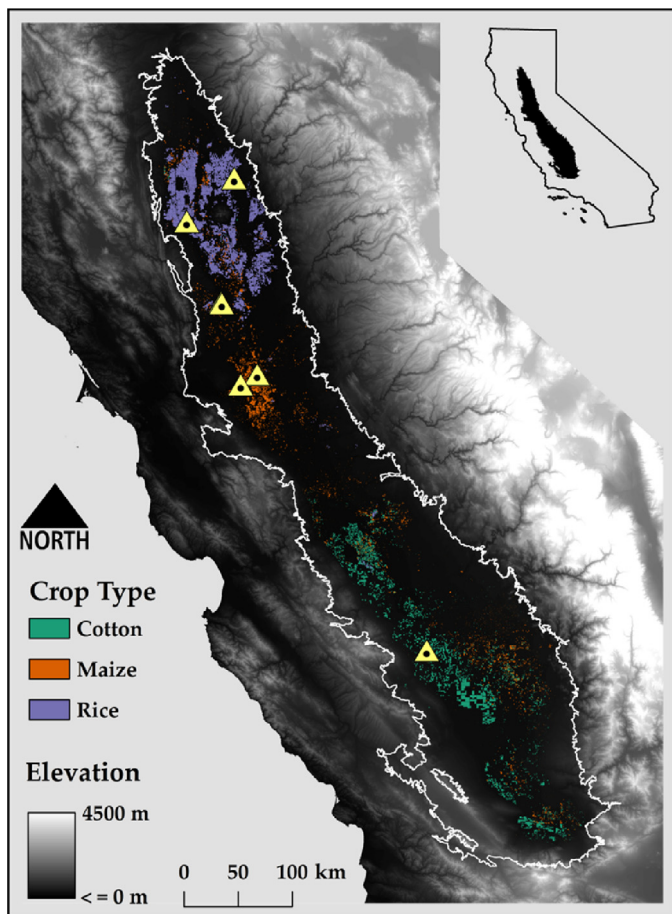 NORTH
Crop Type
Cotton
Maize
Rice
Elevation
4500 m
< = 0 m
0 50 100 km